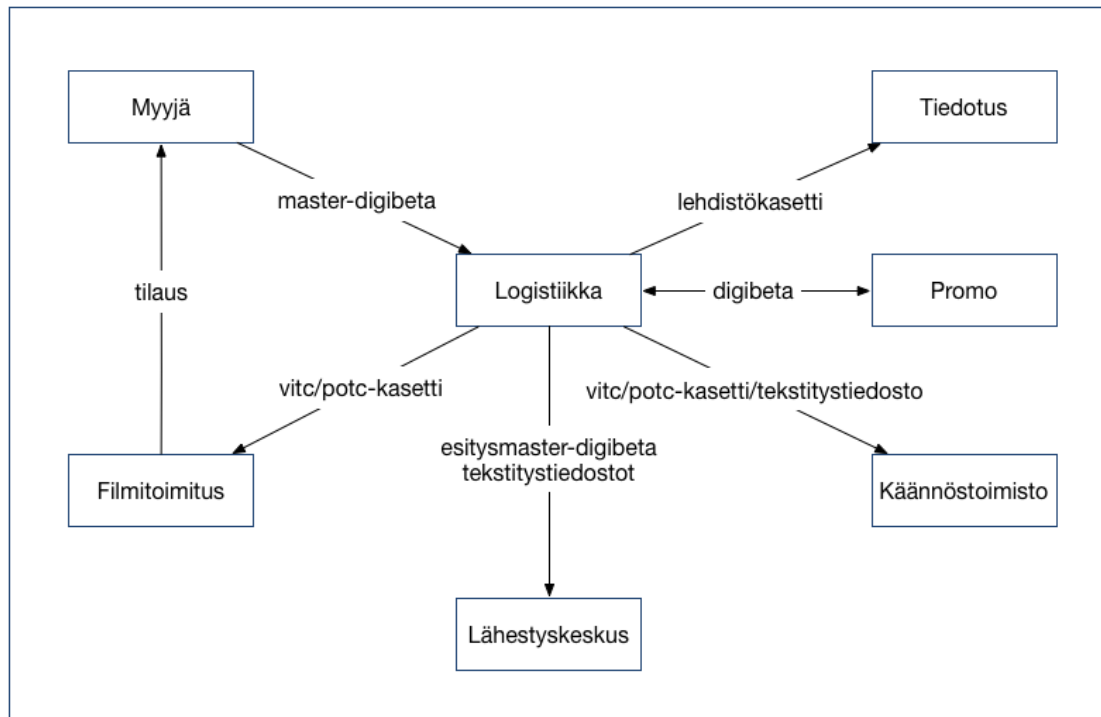 Myyjä
Tiedotus
master-digibeta
lehdistökasetti
tilaus
Logistiikka
digibeta
Promo
vitc/potc-kasetti
vitc/potc-kasetti/tekstitystiedosto
esitysmaster-digibeta
tekstitystiedostot
Filmitoimitus
Käännöstoimisto
Lähestyskeskus